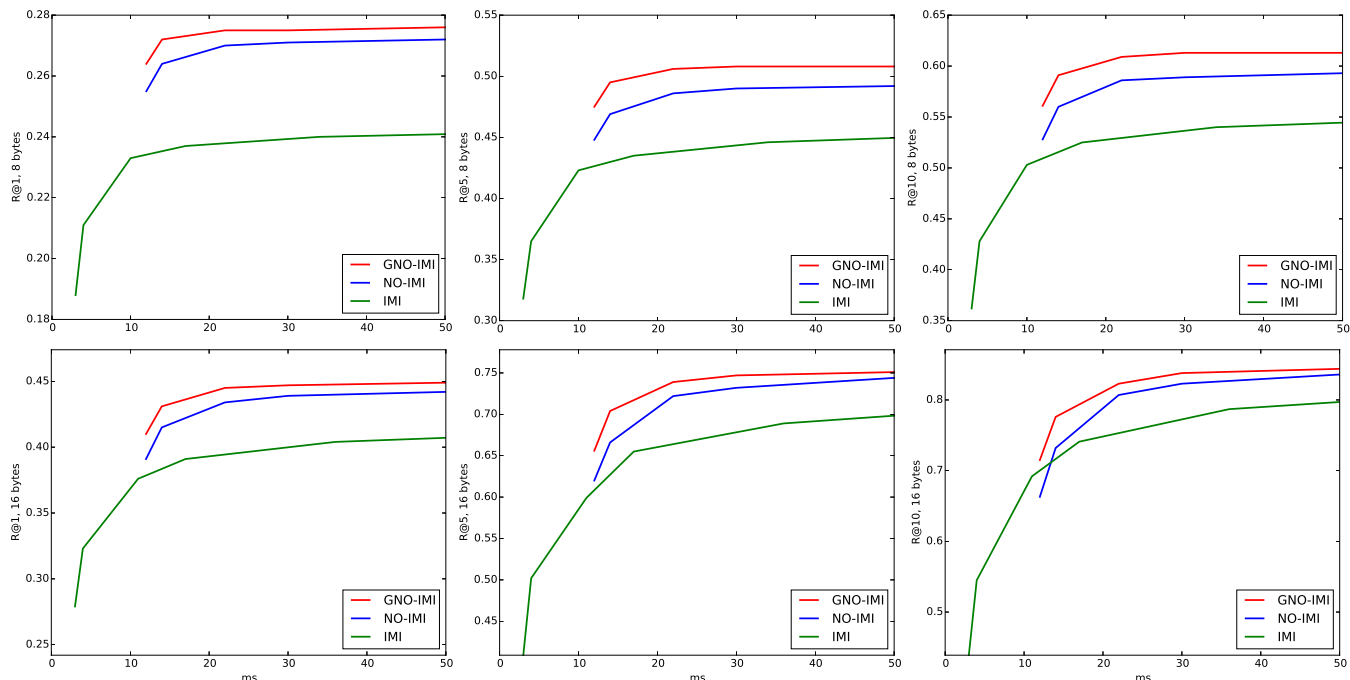 R@1, 8 bytes
0.28
0.26
0.24
0.22
0.20
0.18
0 10 20 30 40 50
GNO-IMI
NO-IMI
IMI
R@5, 8 bytes
0.55
0.50
0.45
0.40
0.35
0.30
0 10 20 30 40 50
GNO-IMI
NO-IMI
IMI
R@10, 8 bytes
0.65
0.60
0.55
0.50
0.45
0.40
0.35
0 10 20 30 40 50
GNO-IMI
NO-IMI
IMI
R@1, 16 bytes
0.45
0.40
0.35
0.30
0.25
0 10 20 30 40 50
ms
GNO-IMI
NO-IMI
IMI
R@5, 16 bytes
0.75
0.70
0.65
0.60
0.55
0.50
0.45
0 10 20 30 40 50
ms
GNO-IMI
NO-IMI
IMI
R@10, 16 bytes
0.8
0.7
0.6
0.5
0 10 20 30 40 50
ms
GNO-IMI
NO-IMI
IMI